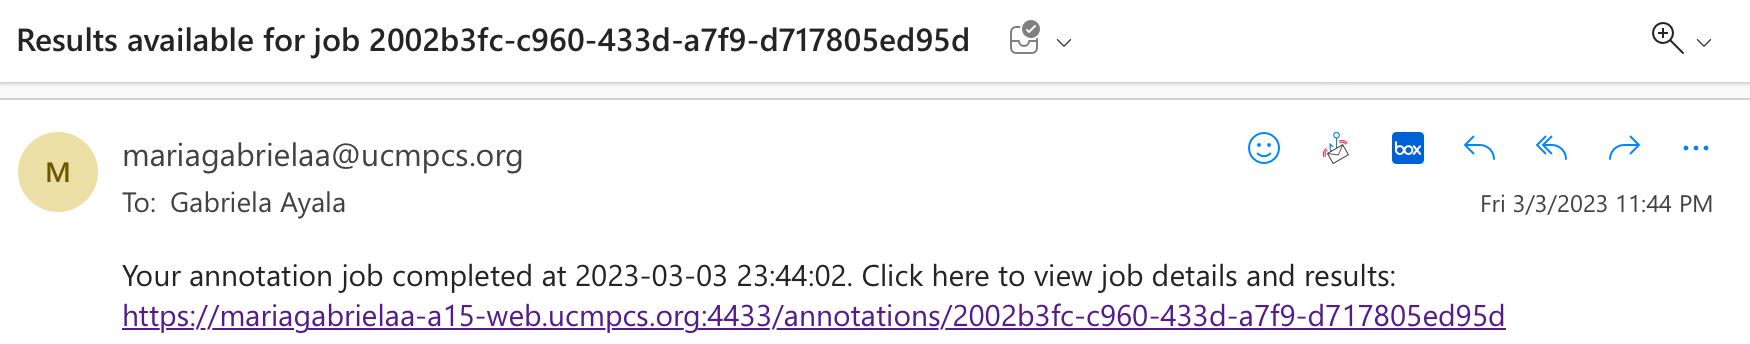 Results available for job 2002b3fc-c960-433d-a7f9-d717805ed95d
M
mariagabrielaa@ucmpcs.org
box
To: Gabriela Ayala
Fri 3/3/2023 11:44 PM
Your annotation job completed at 2023-03-03 23:44:02. Click here to view job details and results:
https://mariagabrielaa-a15-web.ucmpcs.org:4433/annotations/2002b3fc-c960-433d-a7f9-d717805ed95d